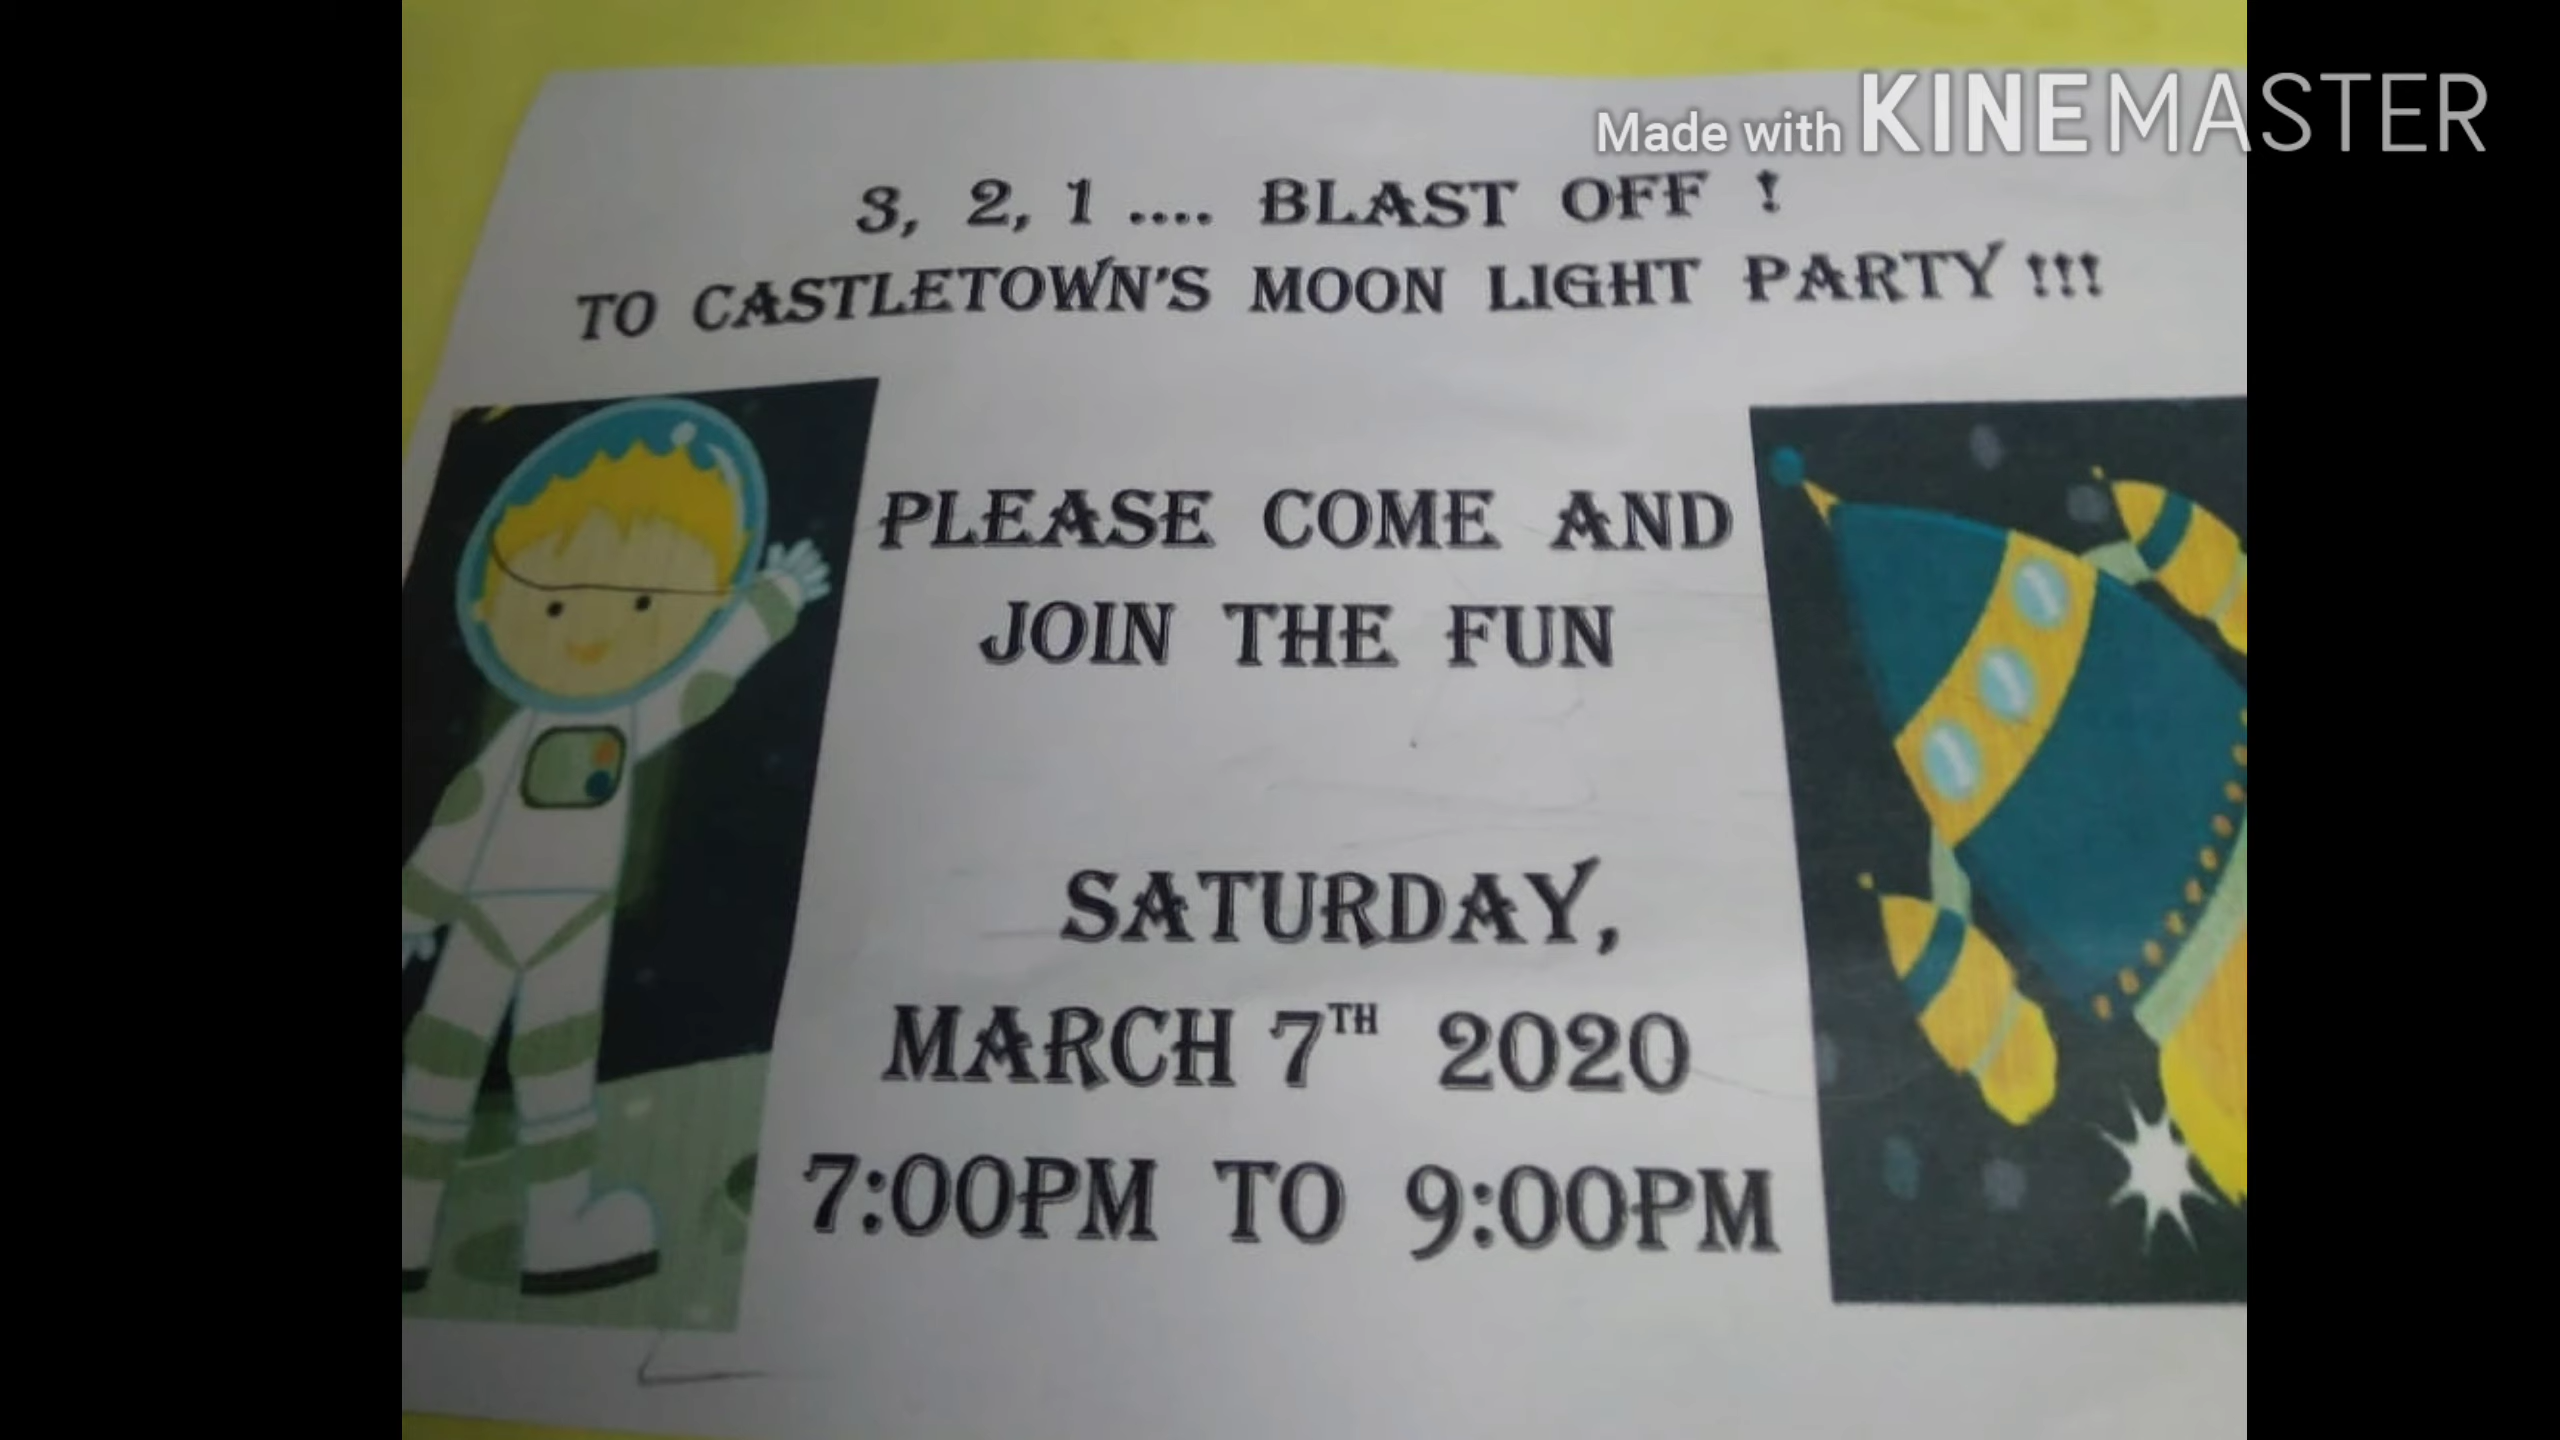 Made with KINEMASTER
3, 2, 1 .... BLAST OFF !
TO CASTLETOWN'S MOON LIGHT PARTY !!!
PLEASE COME AND
JOIN THE FUN
SATURDAY,
MARCH 7TH 2020
7:00PM TO 9:00PM